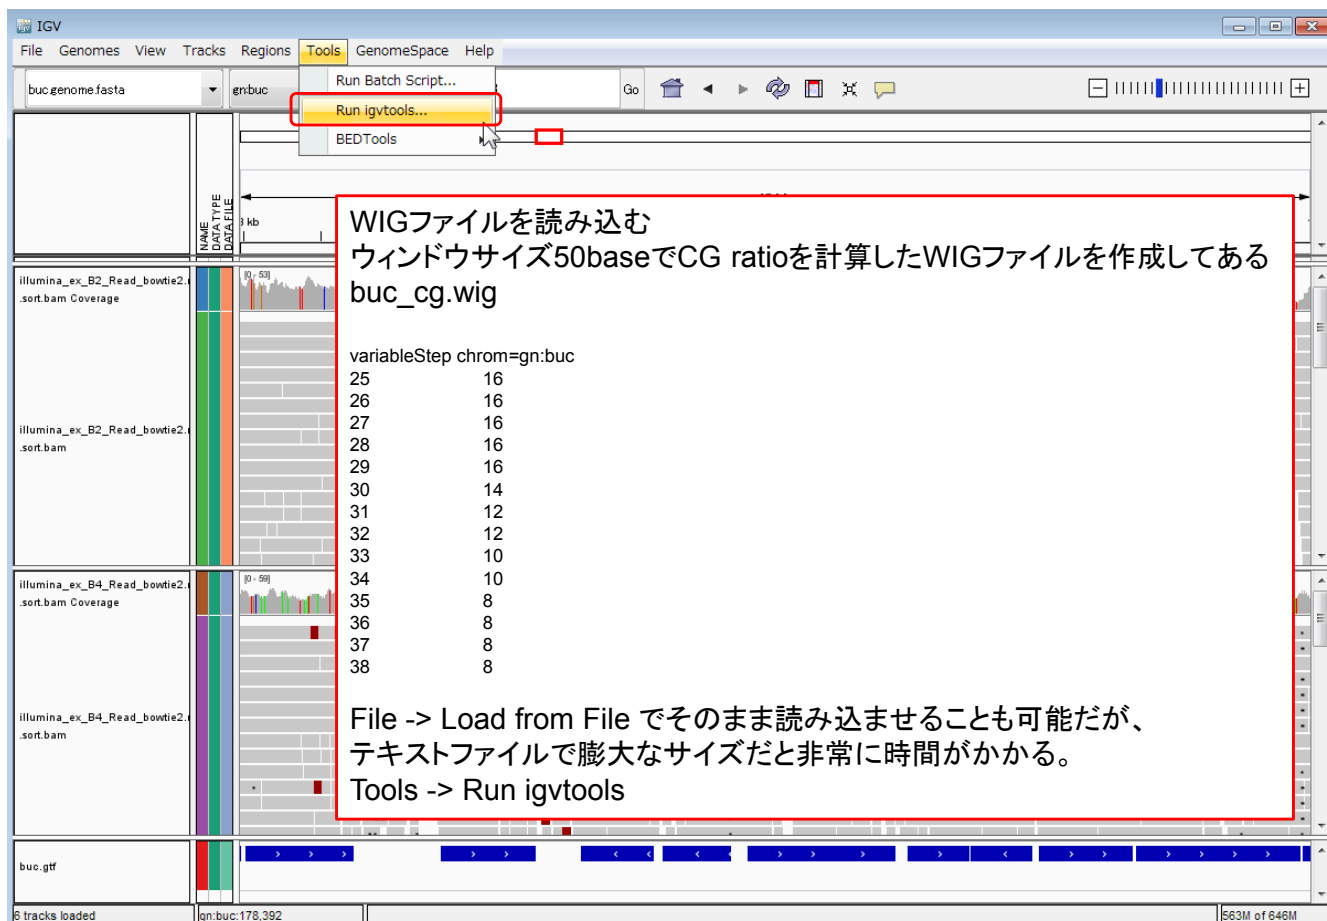 IGV
File Genomes View Tracks Regions Tools GenomeSpace Help
buc.genome.fasta gn:buc Go
Run Batch Script...
Run igvtools...
BEDTools
NAME
DATA TYPE
DATA FILE
kb
WIGファイルを読み込む
ウィンドウサイズ50baseでCG ratioを計算したWIGファイルを作成してある
buc_cg.wig
variableStep chrom=gn:buc
25 16
26 16
27 16
28 16
29 16
30 14
31 12
32 12
33 10
34 10
35 8
36 8
37 8
38 8
File -> Load from File でそのまま読み込ませることも可能だが、
テキストファイルで膨大なサイズだと非常に時間がかかる。
Tools -> Run igvtools
illumina_ex_B2_Read_bowtie2.
.sort.bam Coverage
[0 - 53]
illumina_ex_B2_Read_bowtie2.
.sort.bam
illumina_ex_B4_Read_bowtie2.
.sort.bam Coverage
[0 - 59]
illumina_ex_B4_Read_bowtie2.
.sort.bam
buc.gtf
6 tracks loaded gn:buc:178,392 563M of 646M